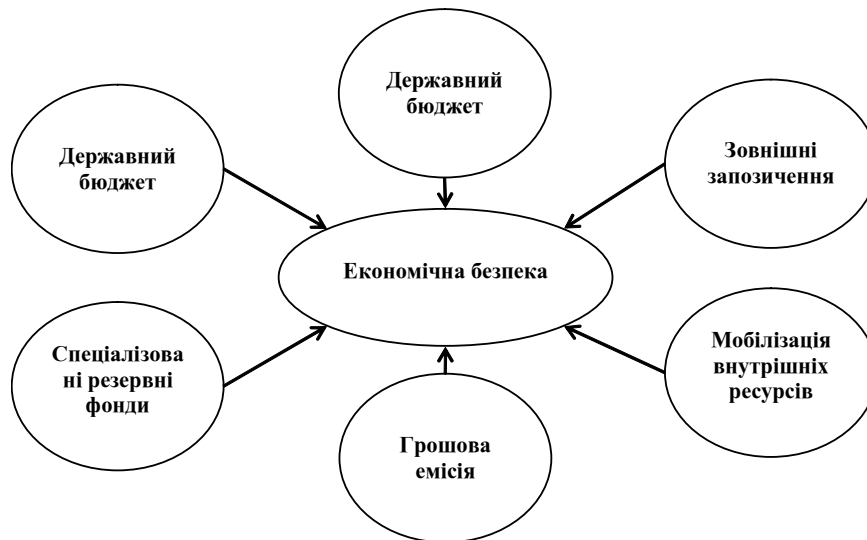 Державний
бюджет
Державний
бюджет
Зовнішні
запозичення
Економічна безпека
Спеціалізова
ні резервні
фонди
Грошова
емісія
Мобілізація
внутрішніх
ресурсів